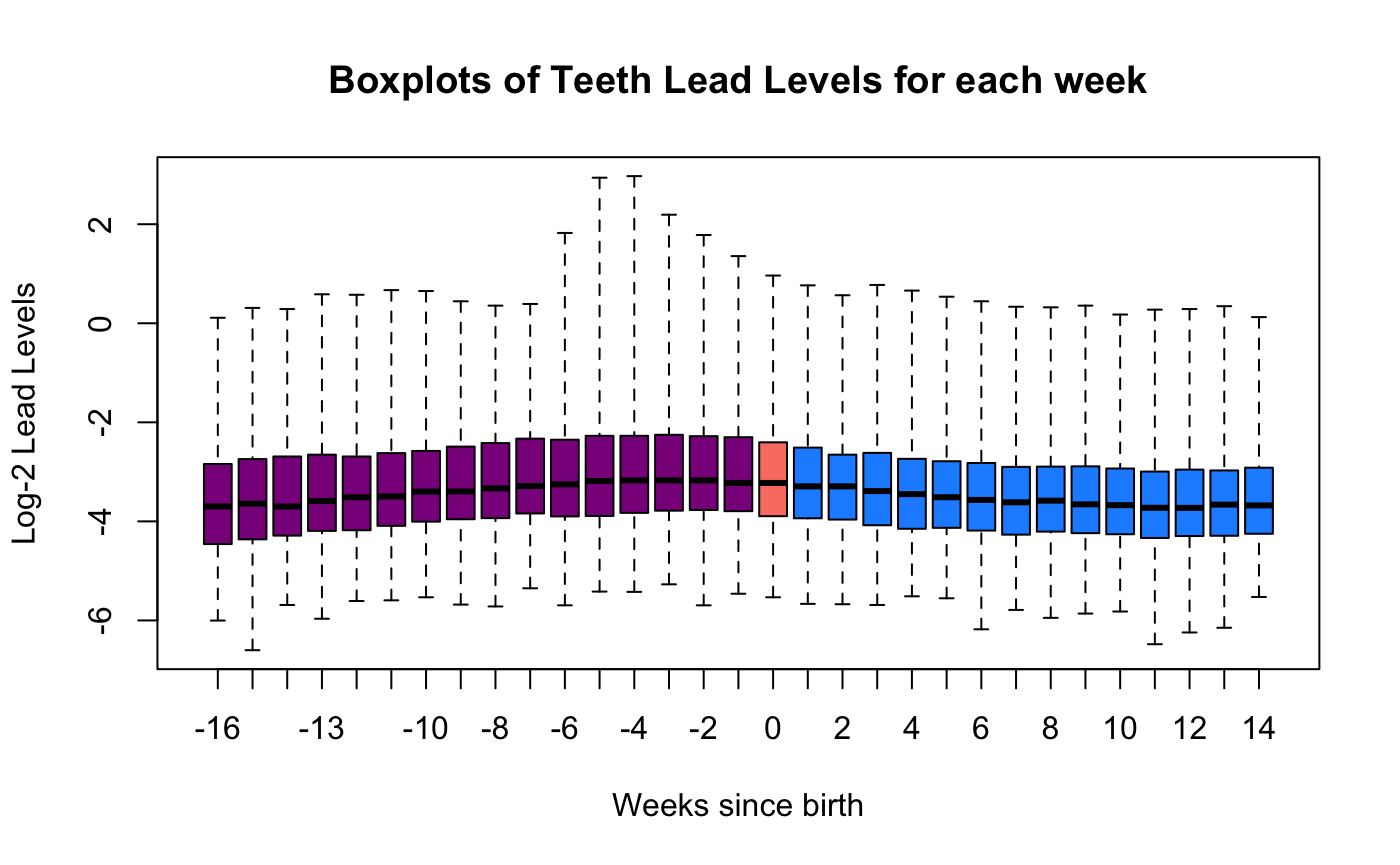 Boxplots of Teeth Lead Levels for each week
Log-2 Lead Levels
2
0
-2
-4
-6
-16 -13 -10 -8 -6 -4 -2 0 2 4 6 8 10 12 14
Weeks since birth